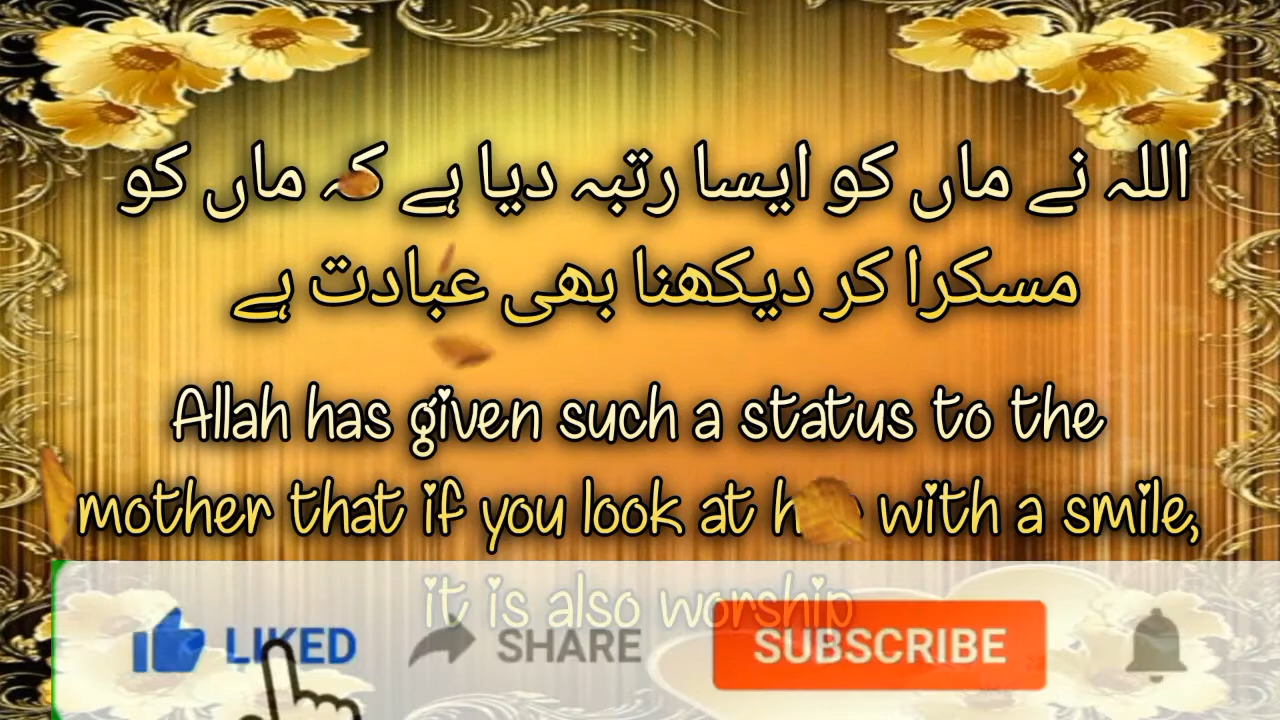 اللہ نے ماں کو ایسا رتبہ دیا ہے کہ ماں کو
مسکرا کر دیکھنا بھی عبادت ہے
Allah has given such a status to the
mother that if you look at her with a smile,
it is also worship
LIKED SHARE SUBSCRIBE